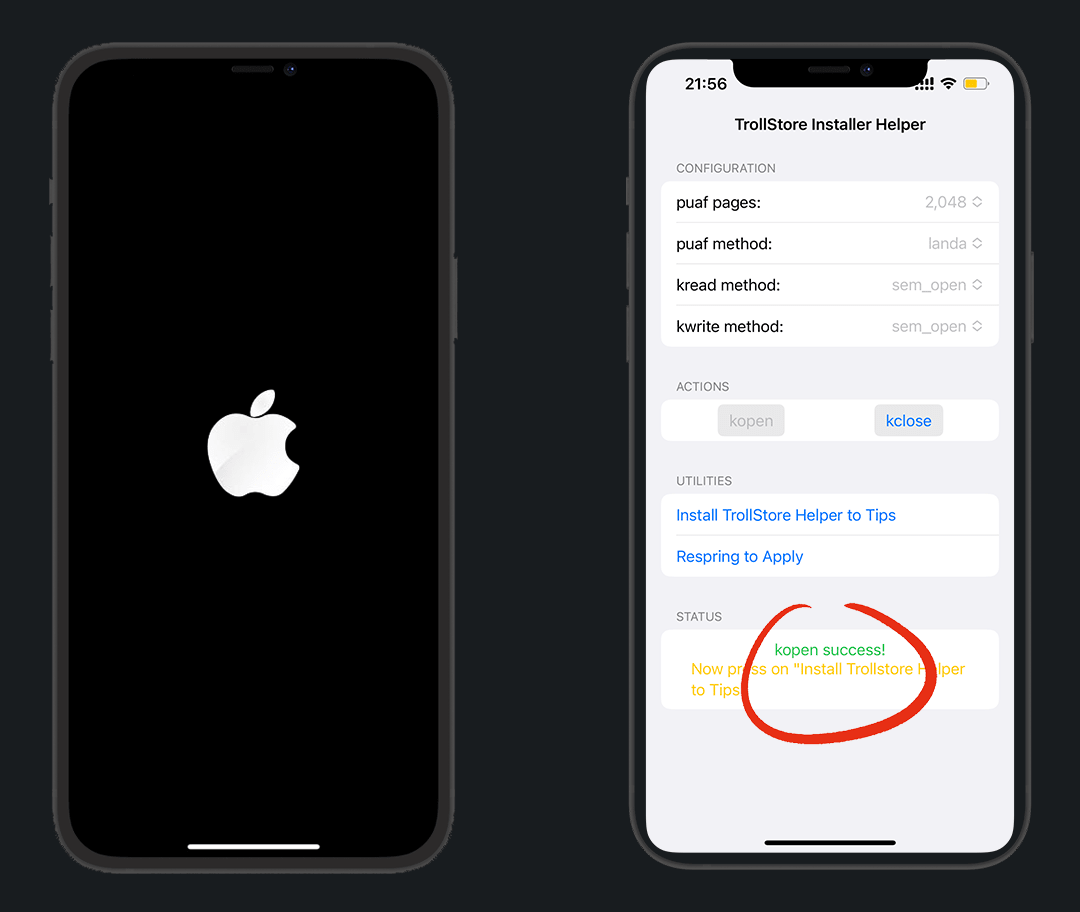 21:56
TrollStore Installer Helper
CONFIGURATION
puaf pages: 2,048
puaf method: landa
kread method: sem_open
kwrite method: sem_open
ACTIONS
kopen kclose
UTILITIES
Install TrollStore Helper to Tips
Respring to Apply
STATUS
kopen success!
Now press on "Install Trollstore Helper
to Tips